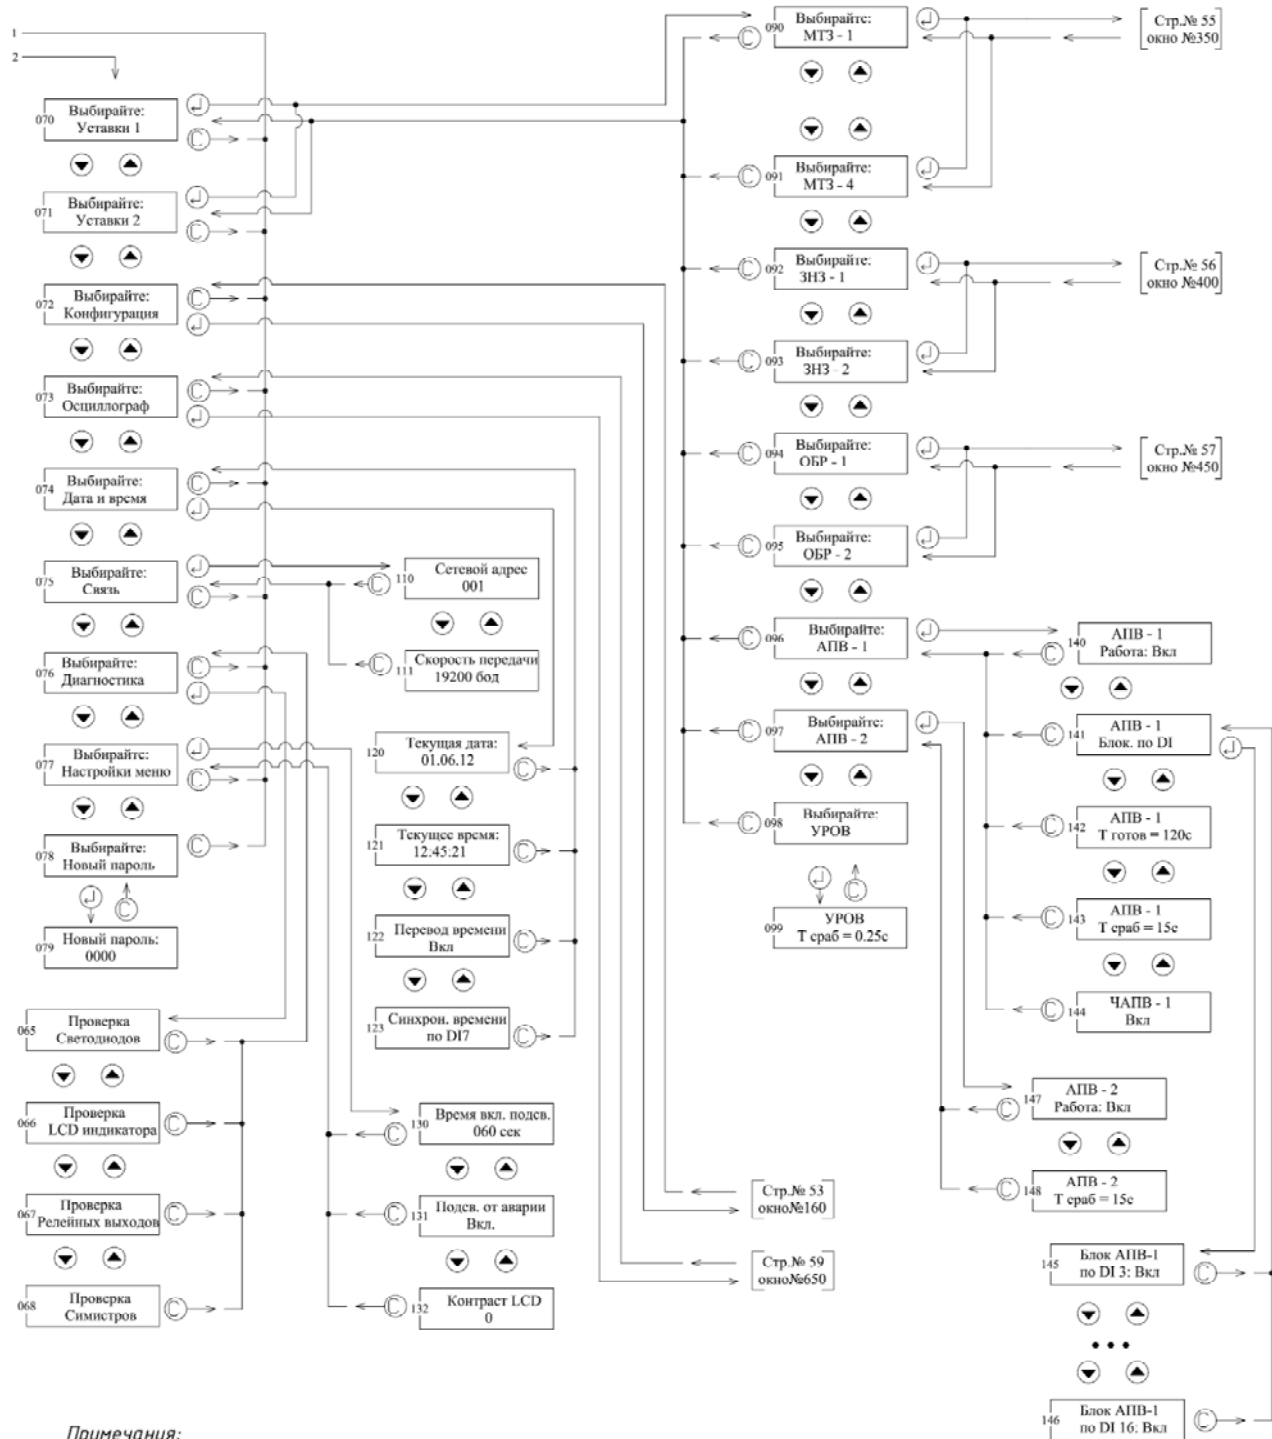 1
2
070
Выбирайте:
Уставки 1
071
Выбирайте:
Уставки 2
072
Выбирайте:
Конфигурация
073
Выбирайте:
Осциллограф
074
Выбирайте:
Дата и время
075
Выбирайте:
Связь
076
Выбирайте:
Диагностика
077
Выбирайте:
Настройки меню
078
Выбирайте:
Новый пароль
079
Новый пароль:
0000
065
Проверка
Светодиодов
066
Проверка
LCD индикатора
067
Проверка
Релейных выходов
068
Проверка
Симистров
110
Сетевой адрес
001
111
Скорость передачи
19200 бод
120
Текущая дата:
01.06.12
121
Текущее время:
12:45:21
122
Перевод времени
Вкл
123
Синхрон. времени
по DI7
130
Время вкл. подсв.
060 сек
131
Подсв. от аварии
Вкл.
132
Контраст LCD
0
090
Выбирайте:
МТЗ - 1
091
Выбирайте:
МТЗ - 4
092
Выбирайте:
ЗНЗ - 1
093
Выбирайте:
ЗНЗ - 2
094
Выбирайте:
ОБР - 1
095
Выбирайте:
ОБР - 2
096
Выбирайте:
АПВ - 1
097
Выбирайте:
АПВ - 2
098
Выбирайте:
УРОВ
099
УРОВ
Т сраб = 0.25с
Стр.№ 53
окно№160
Стр.№ 59
окно№650
Стр.№ 55
окно №350
Стр.№ 56
окно №400
Стр.№ 57
окно №450
140
АПВ - 1
Работа: Вкл
141
АПВ - 1
Блок. по DI
142
АПВ - 1
Т готов = 120с
143
АПВ - 1
Т сраб = 15с
144
ЧАПВ - 1
Вкл
147
АПВ - 2
Работа: Вкл
148
АПВ - 2
Т сраб = 15с
145
Блок АПВ-1
по DI 3: Вкл
146
Блок АПВ-1
по DI 16: Вкл
Примечания: